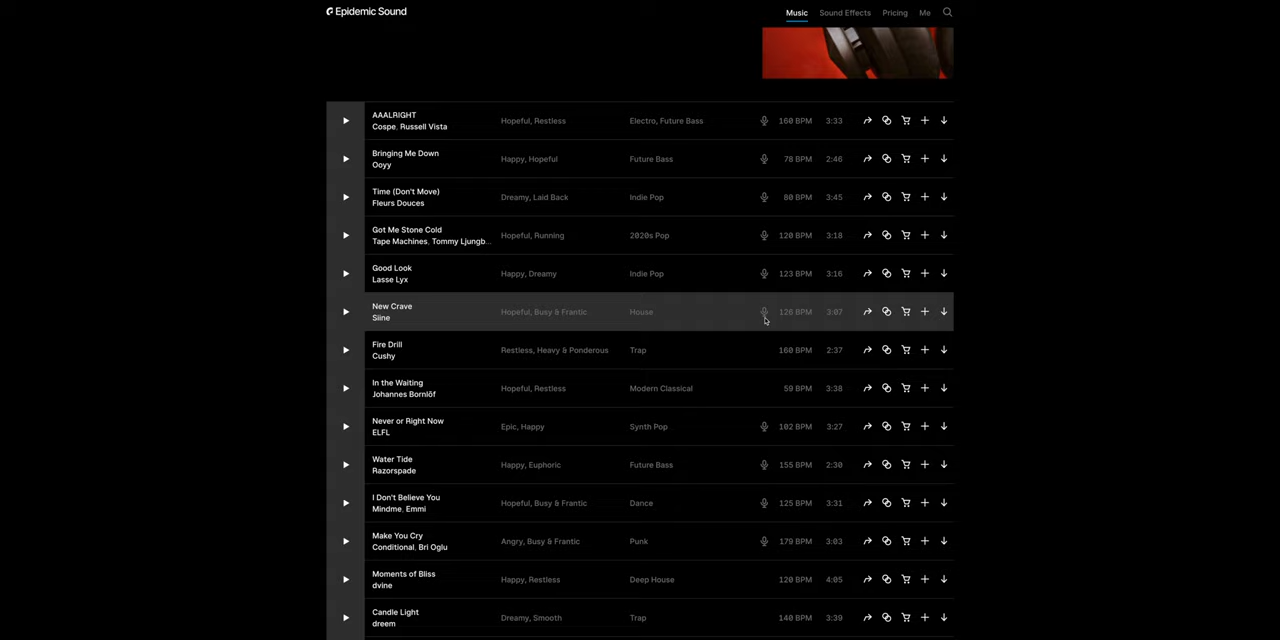 Epidemic Sound
Music Sound Effects Pricing Me
AAALRIGHT
Cospe, Russell Vista
Hopeful, Restless Electro, Future Bass 160 BPM 3:33
Bringing Me Down
Ooyy
Happy, Hopeful Future Bass 78 BPM 2:46
Time (Don't Move)
Fleurs Douces
Dreamy, Laid Back Indie Pop 80 BPM 3:45
Got Me Stone Cold
Tape Machines, Tommy Ljungb...
Hopeful, Running 2020s Pop 120 BPM 3:18
Good Look
Lasse Lyx
Happy, Dreamy Indie Pop 123 BPM 3:16
New Crave
Siine
Hopeful, Busy & Frantic House 126 BPM 3:07
Fire Drill
Cushy
Restless, Heavy & Ponderous Trap 160 BPM 2:37
In the Waiting
Johannes Bornlöf
Hopeful, Restless Modern Classical 59 BPM 3:38
Never or Right Now
ELFL
Epic, Happy Synth Pop 102 BPM 3:27
Water Tide
Razorspade
Happy, Euphoric Future Bass 155 BPM 2:30
I Don't Believe You
Mindme, Emmi
Hopeful, Busy & Frantic Dance 125 BPM 3:31
Make You Cry
Conditional, Bri Oglu
Angry, Busy & Frantic Punk 179 BPM 3:03
Moments of Bliss
dvine
Happy, Restless Deep House 120 BPM 4:05
Candle Light
dreem
Dreamy, Smooth Trap 140 BPM 3:39